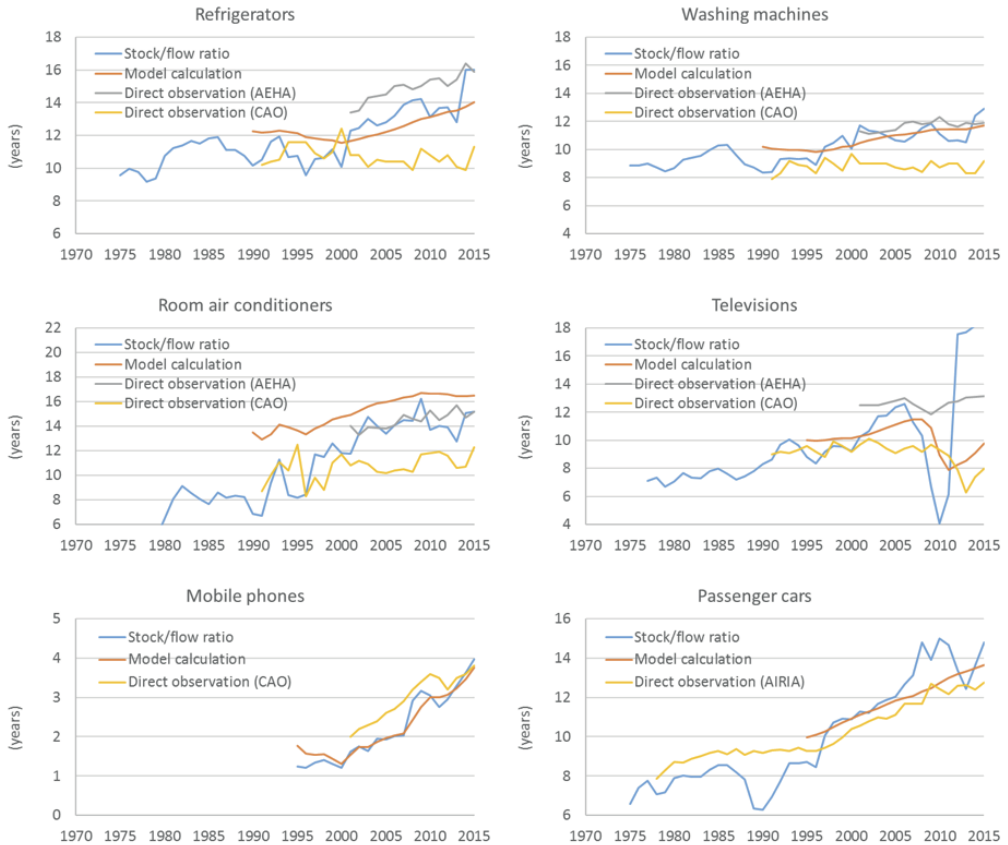 Refrigerators
18
16
14
12
10
8
6
(years)
Stock/flow ratio
Model calculation
Direct observation (AEHA)
Direct observation (CAO)
1970 1975 1980 1985 1990 1995 2000 2005 2010 2015
Washing machines
18
16
14
12
10
8
6
4
(years)
Stock/flow ratio
Model calculation
Direct observation (AEHA)
Direct observation (CAO)
1970 1975 1980 1985 1990 1995 2000 2005 2010 2015
Room air conditioners
22
20
18
16
14
12
10
8
6
(years)
Stock/flow ratio
Model calculation
Direct observation (AEHA)
Direct observation (CAO)
1970 1975 1980 1985 1990 1995 2000 2005 2010 2015
Televisions
18
16
14
12
10
8
6
4
(years)
Stock/flow ratio
Model calculation
Direct observation (AEHA)
Direct observation (CAO)
1970 1975 1980 1985 1990 1995 2000 2005 2010 2015
Mobile phones
5
4
3
2
1
0
(years)
Stock/flow ratio
Model calculation
Direct observation (CAO)
1970 1975 1980 1985 1990 1995 2000 2005 2010 2015
Passenger cars
16
14
12
10
8
6
(years)
Stock/flow ratio
Model calculation
Direct observation (AIRIA)
1970 1975 1980 1985 1990 1995 2000 2005 2010 2015